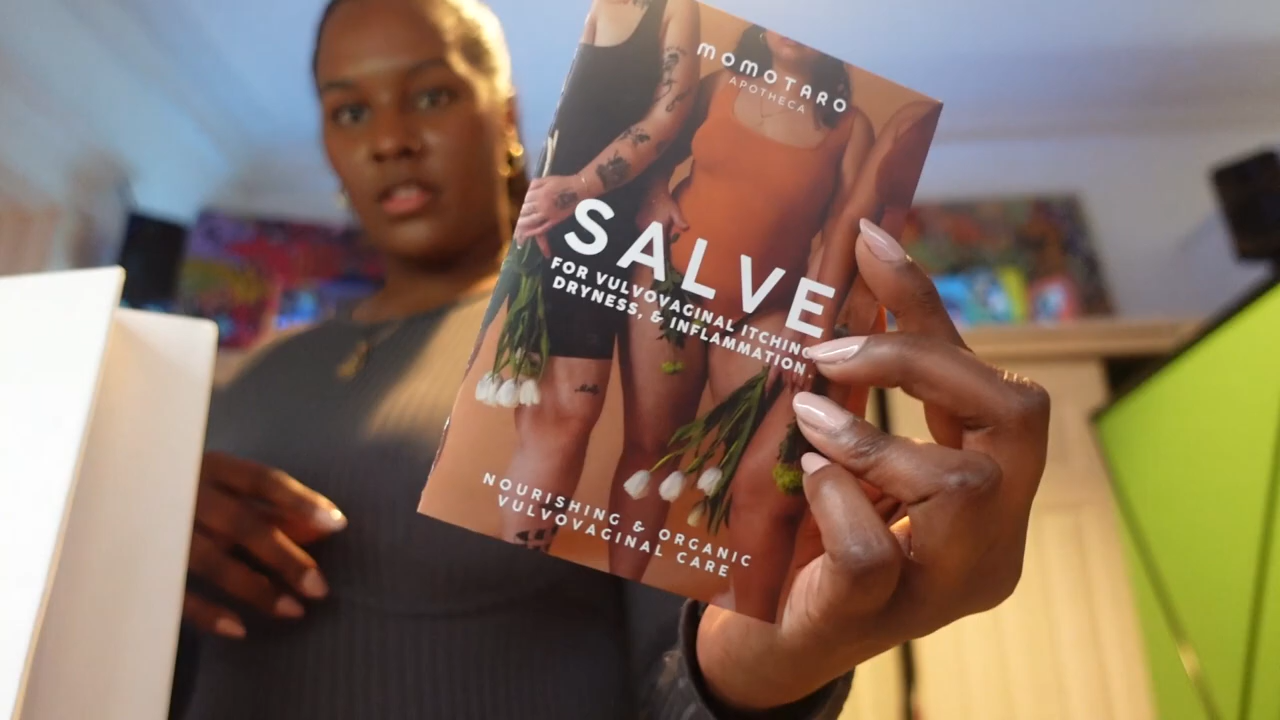 momotaro
APOTHECA
SALVE
FOR VULVOVAGINAL ITCHING
DRYNESS, & INFLAMMATION.
NOURISHING & ORGANIC
VULVOVAGINAL CARE